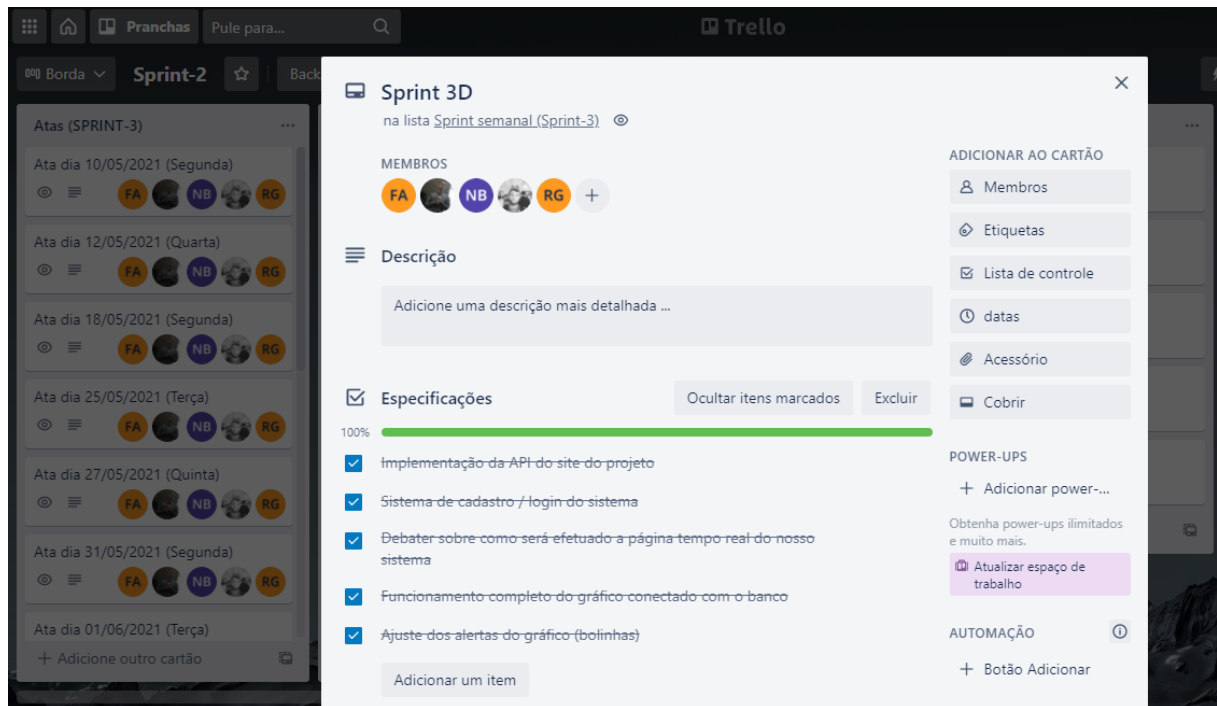 Pranchas
Pule para...
Trello
Borda
Sprint-2
Back
Atas (SPRINT-3)
...
Ata dia 10/05/2021 (Segunda)
FA
NB
RG
Ata dia 12/05/2021 (Quarta)
FA
NB
RG
Ata dia 18/05/2021 (Segunda)
FA
NB
RG
Ata dia 25/05/2021 (Terça)
FA
NB
RG
Ata dia 27/05/2021 (Quinta)
FA
NB
RG
Ata dia 31/05/2021 (Segunda)
FA
NB
RG
Ata dia 01/06/2021 (Terça)
+ Adicione outro cartão
Sprint 3D
na lista Sprint semanal (Sprint-3)
MEMBROS
FA
NB
RG
+
Descrição
Adicione uma descrição mais detalhada ...
Especificações
Ocultar itens marcados
Excluir
100%
Implementação da API do site do projeto
Sistema de cadastro / login do sistema
Debater sobre como será efetuado a página tempo real do nosso
sistema
Funcionamento completo do gráfico conectado com o banco
Ajuste dos alertas do gráfico (bolinhas)
Adicionar um item
ADICIONAR AO CARTÃO
Membros
Etiquetas
Lista de controle
datas
Acessório
Cobrir
POWER-UPS
+ Adicionar power-...
Obtenha power-ups ilimitados
e muito mais.
Atualizar espaço de
trabalho
AUTOMAÇÃO
+ Botão Adicionar
...